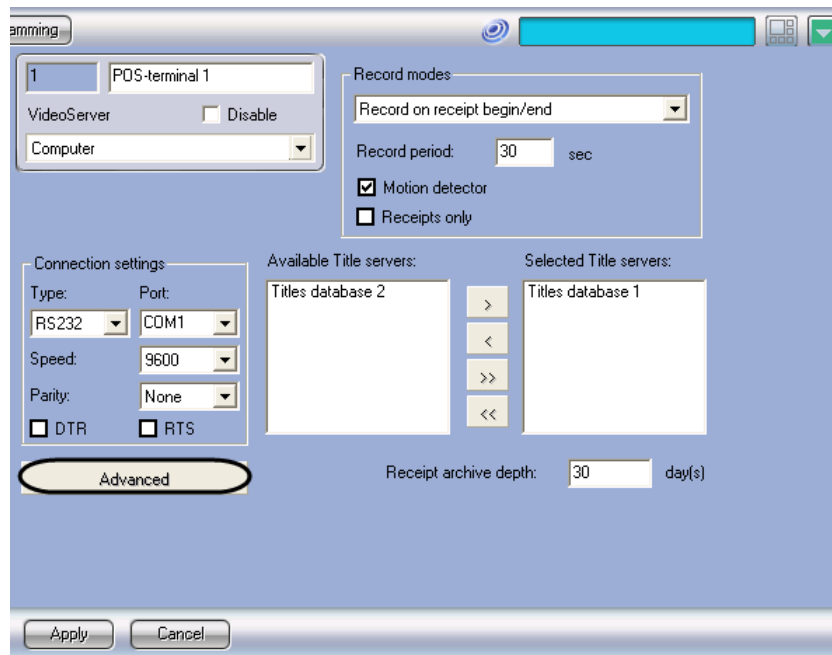 amming
1 POS-terminal 1
VideoServer Disable
Computer
Record modes
Record on receipt begin/end
Record period: 30 sec
Motion detector
Receipts only
Connection settings
Type: Port:
RS232 COM1
Speed: 9600
Parity: None
DTR RTS
Available Title servers: Selected Title servers:
Titles database 2 Titles database 1
>
<
>>
<<
Advanced
Receipt archive depth: 30 day(s)
Apply Cancel